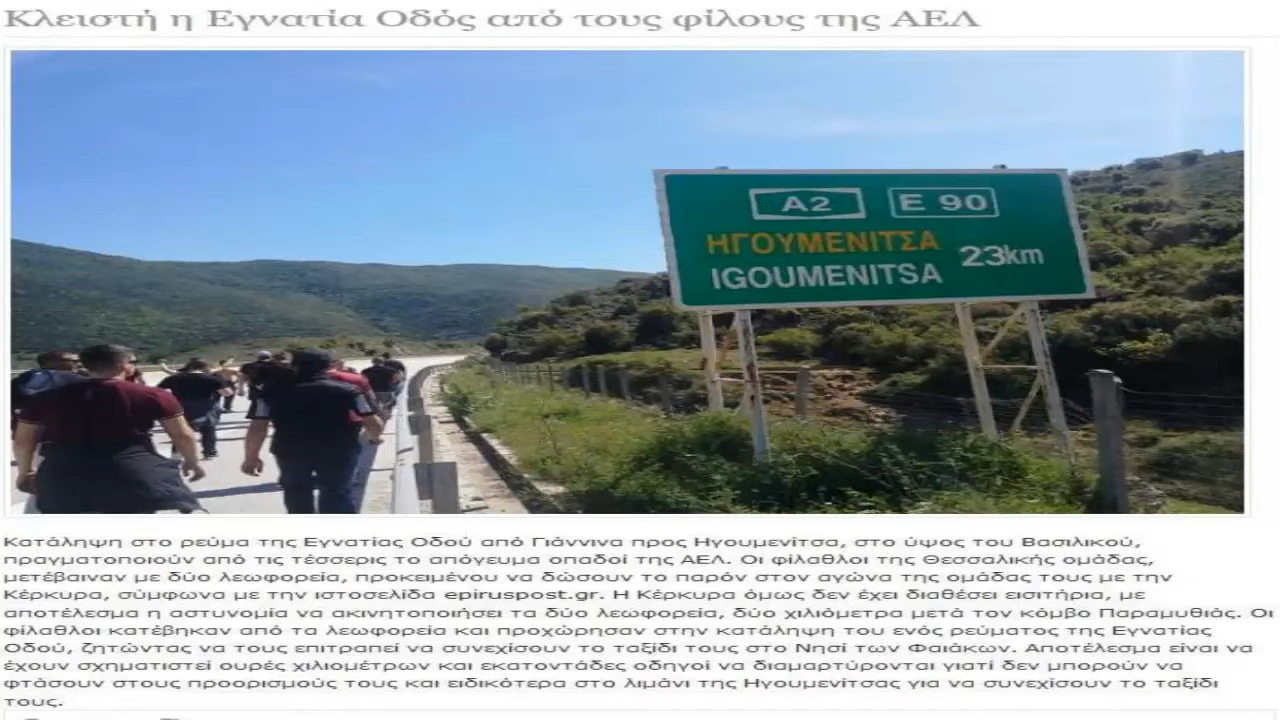 Κλειστή η Εγνατία Οδός από τους φίλους της ΑΕΛ
A2 E 90
ΗΓΟΥΜΕΝΙΤΣΑ
IGOUMENITSA 23km
Κατάληψη στο ρεύμα της Εγνατίας Οδού από Γιάννινα προς Ηγουμενίτσα, στο ύψος του Βασιλικού,
πραγματοποιούν από τις τέσσερις το απόγευμα οπαδοί της ΑΕΛ. Οι φίλαθλοι της Θεσσαλικής ομάδας,
μετέβαιναν με δύο λεωφορεία, προκειμένου να δώσουν το παρόν στον αγώνα της ομάδας τους με την
Κέρκυρα, σύμφωνα με την ιστοσελίδα epiruspost.gr. Η Κέρκυρα όμως δεν έχει διαθέσει εισιτήρια, με
αποτέλεσμα η αστυνομία να ακινητοποιήσει τα δύο λεωφορεία, δύο χιλιόμετρα μετά τον κόμβο Παραμυθιάς. Οι
φίλαθλοι κατέβηκαν από τα λεωφορεία και προχώρησαν στην κατάληψη του ενός ρεύματος της Εγνατίας
Οδού, ζητώντας να τους επιτραπεί να συνεχίσουν το ταξίδι τους στο Νησί των Φαιάκων. Αποτέλεσμα είναι να
έχουν σχηματιστεί ουρές χιλιομέτρων και εκατοντάδες οδηγοί να διαμαρτύρονται γιατί δεν μπορούν να
φτάσουν στους προορισμούς τους και ειδικότερα στο λιμάνι της Ηγουμενίτσας για να συνεχίσουν το ταξίδι
τους.